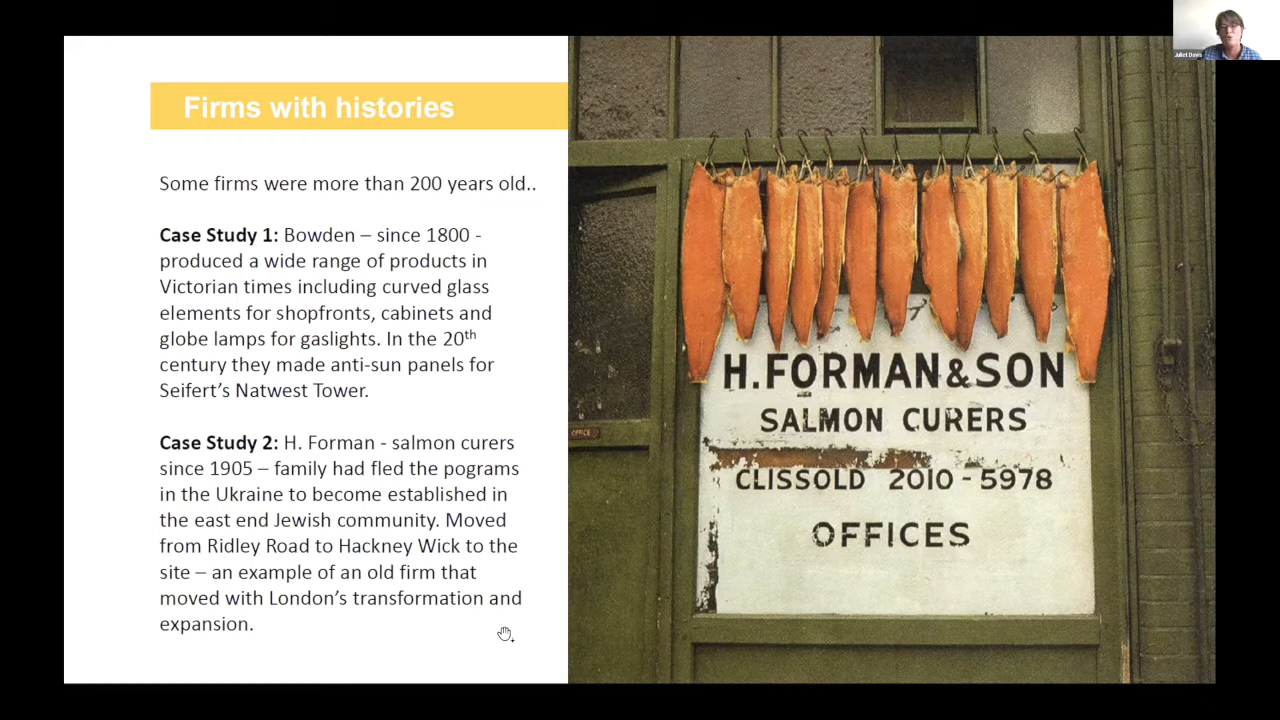 Firms with histories
Some firms were more than 200 years old..
Case Study 1: Bowden – since 1800 -
produced a wide range of products in
Victorian times including curved glass
elements for shopfronts, cabinets and
globe lamps for gaslights. In the 20th
century they made anti-sun panels for
Seifert's Natwest Tower.
Case Study 2: H. Forman - salmon curers
since 1905 – family had fled the pograms
in the Ukraine to become established in
the east end Jewish community. Moved
from Ridley Road to Hackney Wick to the
site – an example of an old firm that
moved with London's transformation and
expansion.
H.FORMAN & SON
SALMON CURERS
CLISSOLD 2010 - 5978
OFFICES
OFFICE
Juliet Davis